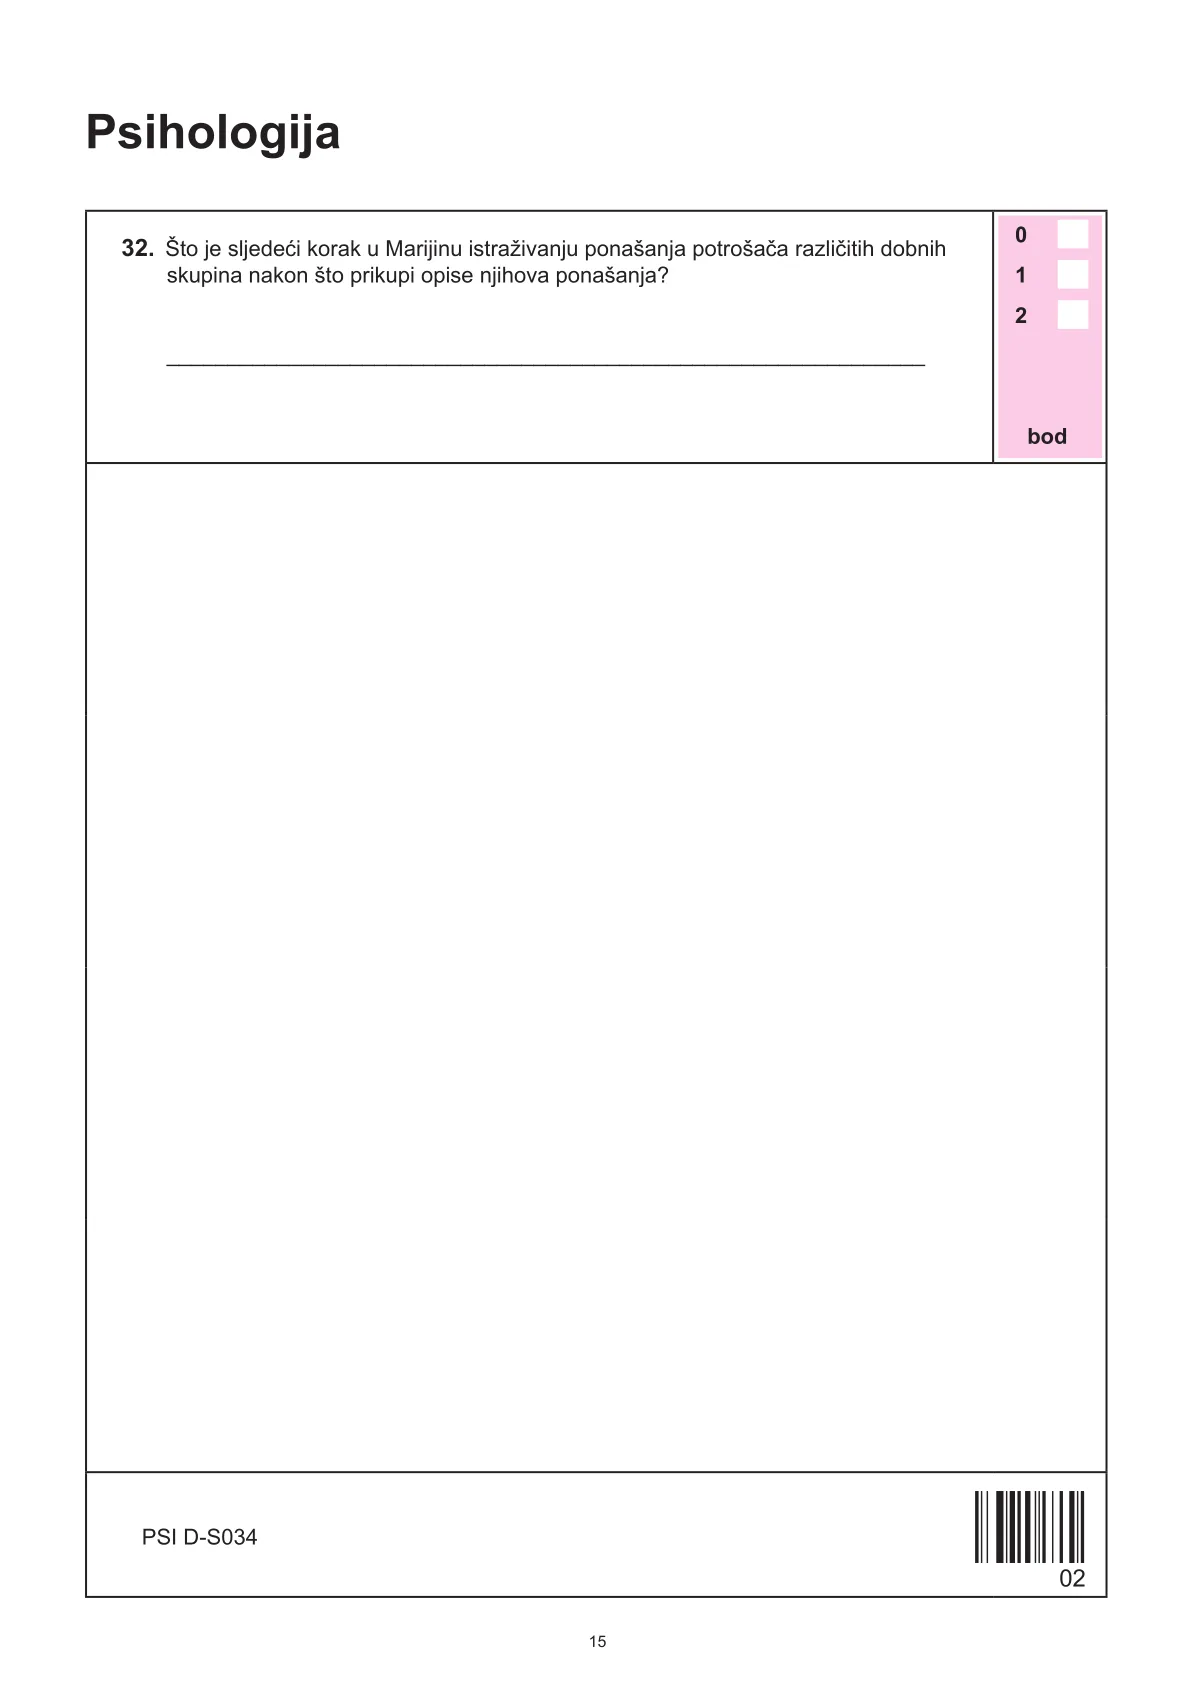 Psihologija
32. Što je sljedeći korak u Marijinu istraživanju ponašanja potrošača različitih dobnih
skupina nakon što prikupi opise njihova ponašanja?
0
1
2
bod
PSI D-S034
02
15